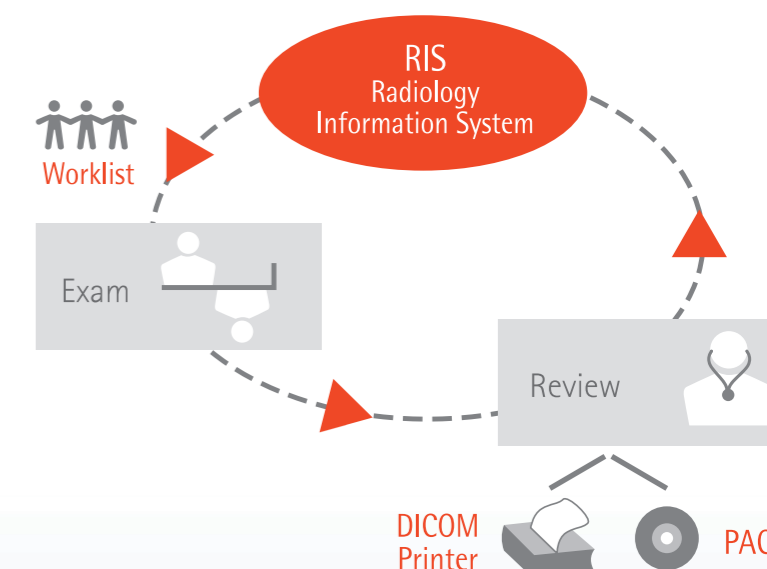 RIS
Radiology
Information System
Worklist
Exam
Review
DICOM
Printer